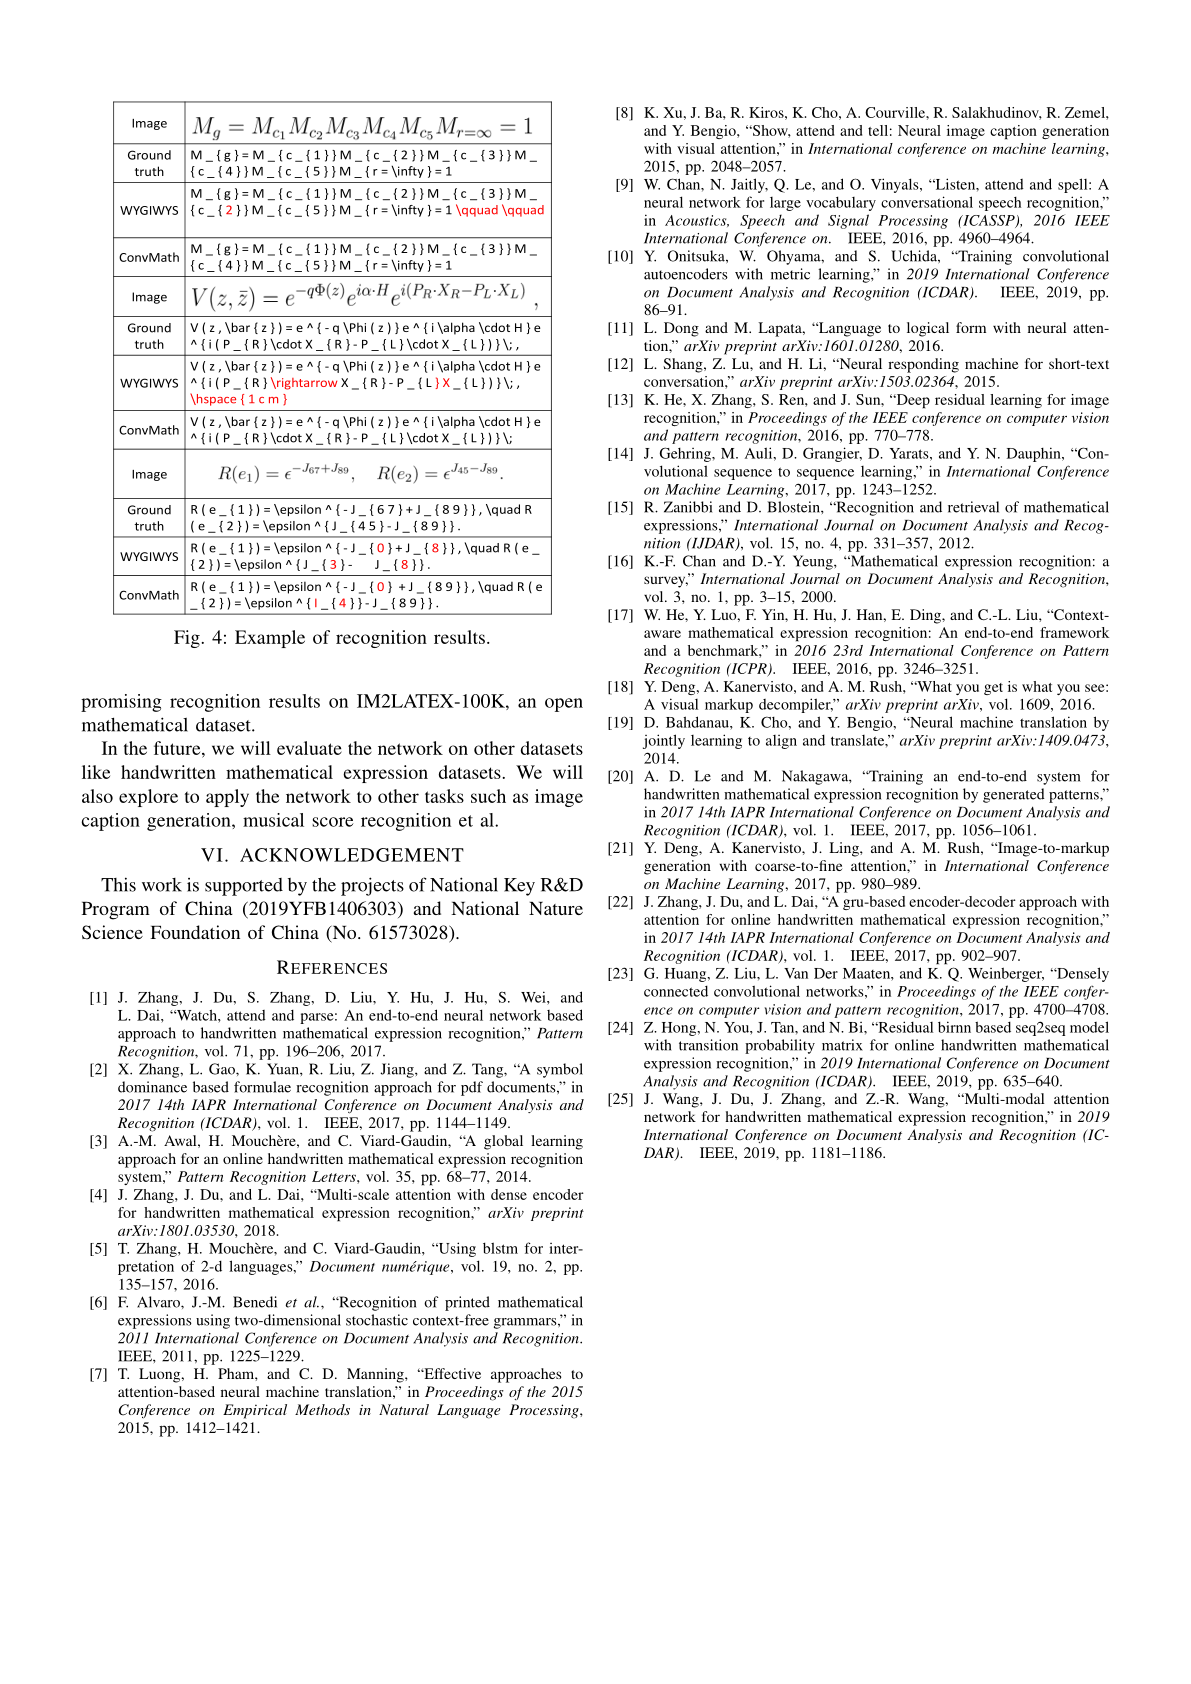 Image
M_g = M_{c_1} M_{c_2} M_{c_3} M_{c_4} M_{c_5} M_{r=∞} = 1
Ground truth
M _ { g } = M _ { c _ { 1 } } M _ { c _ { 2 } } M _ { c _ { 3 } } M _
{ c _ { 4 } } M _ { c _ { 5 } } M _ { r = \infty } = 1
WYGIWYS
M _ { g } = M _ { c _ { 1 } } M _ { c _ { 2 } } M _ { c _ { 3 } } M _
{ c _ { 2 } } M _ { c _ { 5 } } M _ { r = \infty } = 1 \qquad \qquad
ConvMath
M _ { g } = M _ { c _ { 1 } } M _ { c _ { 2 } } M _ { c _ { 3 } } M _
{ c _ { 4 } } M _ { c _ { 5 } } M _ { r = \infty } = 1
Image
V(z, z̄) = e^{−qΦ(z)} e^{iα·H} e^{i(P_R·X_R−P_L·X_L)} ,
Ground truth
V ( z , \bar { z } ) = e ^ { - q \Phi ( z ) } e ^ { i \alpha \cdot H } e
^ { i ( P _ { R } \cdot X _ { R } - P _ { L } \cdot X _ { L } ) } \; ,
WYGIWYS
V ( z , \bar { z } ) = e ^ { - q \Phi ( z ) } e ^ { i \alpha \cdot H } e
^ { i ( P _ { R } \rightarrow X _ { R } - P _ { L } X _ { L } ) } \; ,
\hspace { 1 c m }
ConvMath
V ( z , \bar { z } ) = e ^ { - q \Phi ( z ) } e ^ { i \alpha \cdot H } e
^ { i ( P _ { R } \cdot X _ { R } - P _ { L } \cdot X _ { L } ) } \;
Image
R(e_1) = ϵ^{−J_{67}+J_{89}}, R(e_2) = ϵ^{J_{45}−J_{89}}.
Ground truth
R ( e _ { 1 } ) = \epsilon ^ { - J _ { 6 7 } + J _ { 8 9 } } , \quad R
( e _ { 2 } ) = \epsilon ^ { J _ { 4 5 } - J _ { 8 9 } } .
WYGIWYS
R ( e _ { 1 } ) = \epsilon ^ { - J _ { 0 } + J _ { 8 } } , \quad R ( e _
{ 2 } ) = \epsilon ^ { J _ { 3 } - J _ { 8 } } .
ConvMath
R ( e _ { 1 } ) = \epsilon ^ { - J _ { 0 } + J _ { 8 9 } } , \quad R ( e
_ { 2 } ) = \epsilon ^ { I _ { 4 } } - J _ { 8 9 } } .
Fig. 4: Example of recognition results.
promising recognition results on IM2LATEX-100K, an open
mathematical dataset.
In the future, we will evaluate the network on other datasets
like handwritten mathematical expression datasets. We will
also explore to apply the network to other tasks such as image
caption generation, musical score recognition et al.
VI. ACKNOWLEDGEMENT
This work is supported by the projects of National Key R&D
Program of China (2019YFB1406303) and National Nature
Science Foundation of China (No. 61573028).
REFERENCES
[1] J. Zhang, J. Du, S. Zhang, D. Liu, Y. Hu, J. Hu, S. Wei, and
L. Dai, “Watch, attend and parse: An end-to-end neural network based
approach to handwritten mathematical expression recognition,” Pattern
Recognition, vol. 71, pp. 196–206, 2017.
[2] X. Zhang, L. Gao, K. Yuan, R. Liu, Z. Jiang, and Z. Tang, “A symbol
dominance based formulae recognition approach for pdf documents,” in
2017 14th IAPR International Conference on Document Analysis and
Recognition (ICDAR), vol. 1. IEEE, 2017, pp. 1144–1149.
[3] A.-M. Awal, H. Mouchère, and C. Viard-Gaudin, “A global learning
approach for an online handwritten mathematical expression recognition
system,” Pattern Recognition Letters, vol. 35, pp. 68–77, 2014.
[4] J. Zhang, J. Du, and L. Dai, “Multi-scale attention with dense encoder
for handwritten mathematical expression recognition,” arXiv preprint
arXiv:1801.03530, 2018.
[5] T. Zhang, H. Mouchère, and C. Viard-Gaudin, “Using blstm for inter-
pretation of 2-d languages,” Document numérique, vol. 19, no. 2, pp.
135–157, 2016.
[6] F. Alvaro, J.-M. Benedi et al., “Recognition of printed mathematical
expressions using two-dimensional stochastic context-free grammars,” in
2011 International Conference on Document Analysis and Recognition.
IEEE, 2011, pp. 1225–1229.
[7] T. Luong, H. Pham, and C. D. Manning, “Effective approaches to
attention-based neural machine translation,” in Proceedings of the 2015
Conference on Empirical Methods in Natural Language Processing,
2015, pp. 1412–1421.
[8] K. Xu, J. Ba, R. Kiros, K. Cho, A. Courville, R. Salakhudinov, R. Zemel,
and Y. Bengio, “Show, attend and tell: Neural image caption generation
with visual attention,” in International conference on machine learning,
2015, pp. 2048–2057.
[9] W. Chan, N. Jaitly, Q. Le, and O. Vinyals, “Listen, attend and spell: A
neural network for large vocabulary conversational speech recognition,”
in Acoustics, Speech and Signal Processing (ICASSP), 2016 IEEE
International Conference on. IEEE, 2016, pp. 4960–4964.
[10] Y. Onitsuka, W. Ohyama, and S. Uchida, “Training convolutional
autoencoders with metric learning,” in 2019 International Conference
on Document Analysis and Recognition (ICDAR). IEEE, 2019, pp.
86–91.
[11] L. Dong and M. Lapata, “Language to logical form with neural atten-
tion,” arXiv preprint arXiv:1601.01280, 2016.
[12] L. Shang, Z. Lu, and H. Li, “Neural responding machine for short-text
conversation,” arXiv preprint arXiv:1503.02364, 2015.
[13] K. He, X. Zhang, S. Ren, and J. Sun, “Deep residual learning for image
recognition,” in Proceedings of the IEEE conference on computer vision
and pattern recognition, 2016, pp. 770–778.
[14] J. Gehring, M. Auli, D. Grangier, D. Yarats, and Y. N. Dauphin, “Con-
volutional sequence to sequence learning,” in International Conference
on Machine Learning, 2017, pp. 1243–1252.
[15] R. Zanibbi and D. Blostein, “Recognition and retrieval of mathematical
expressions,” International Journal on Document Analysis and Recog-
nition (IJDAR), vol. 15, no. 4, pp. 331–357, 2012.
[16] K.-F. Chan and D.-Y. Yeung, “Mathematical expression recognition: a
survey,” International Journal on Document Analysis and Recognition,
vol. 3, no. 1, pp. 3–15, 2000.
[17] W. He, Y. Luo, F. Yin, H. Hu, J. Han, E. Ding, and C.-L. Liu, “Context-
aware mathematical expression recognition: An end-to-end framework
and a benchmark,” in 2016 23rd International Conference on Pattern
Recognition (ICPR). IEEE, 2016, pp. 3246–3251.
[18] Y. Deng, A. Kanervisto, and A. M. Rush, “What you get is what you see:
A visual markup decompiler,” arXiv preprint arXiv, vol. 1609, 2016.
[19] D. Bahdanau, K. Cho, and Y. Bengio, “Neural machine translation by
jointly learning to align and translate,” arXiv preprint arXiv:1409.0473,
2014.
[20] A. D. Le and M. Nakagawa, “Training an end-to-end system for
handwritten mathematical expression recognition by generated patterns,”
in 2017 14th IAPR International Conference on Document Analysis and
Recognition (ICDAR), vol. 1. IEEE, 2017, pp. 1056–1061.
[21] Y. Deng, A. Kanervisto, J. Ling, and A. M. Rush, “Image-to-markup
generation with coarse-to-fine attention,” in International Conference
on Machine Learning, 2017, pp. 980–989.
[22] J. Zhang, J. Du, and L. Dai, “A gru-based encoder-decoder approach with
attention for online handwritten mathematical expression recognition,”
in 2017 14th IAPR International Conference on Document Analysis and
Recognition (ICDAR), vol. 1. IEEE, 2017, pp. 902–907.
[23] G. Huang, Z. Liu, L. Van Der Maaten, and K. Q. Weinberger, “Densely
connected convolutional networks,” in Proceedings of the IEEE confer-
ence on computer vision and pattern recognition, 2017, pp. 4700–4708.
[24] Z. Hong, N. You, J. Tan, and N. Bi, “Residual birnn based seq2seq model
with transition probability matrix for online handwritten mathematical
expression recognition,” in 2019 International Conference on Document
Analysis and Recognition (ICDAR). IEEE, 2019, pp. 635–640.
[25] J. Wang, J. Du, J. Zhang, and Z.-R. Wang, “Multi-modal attention
network for handwritten mathematical expression recognition,” in 2019
International Conference on Document Analysis and Recognition (IC-
DAR). IEEE, 2019, pp. 1181–1186.